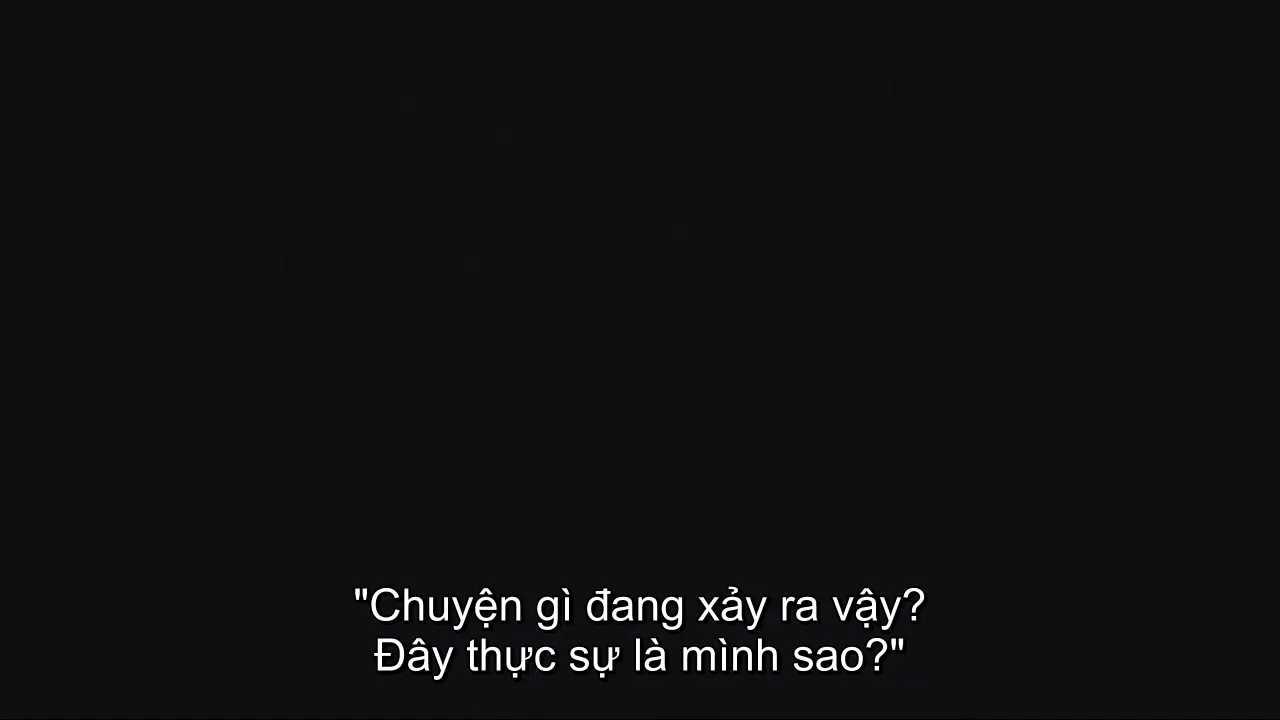 "Chuyện gì đang xảy ra vậy?
Đây thực sự là mình sao?"